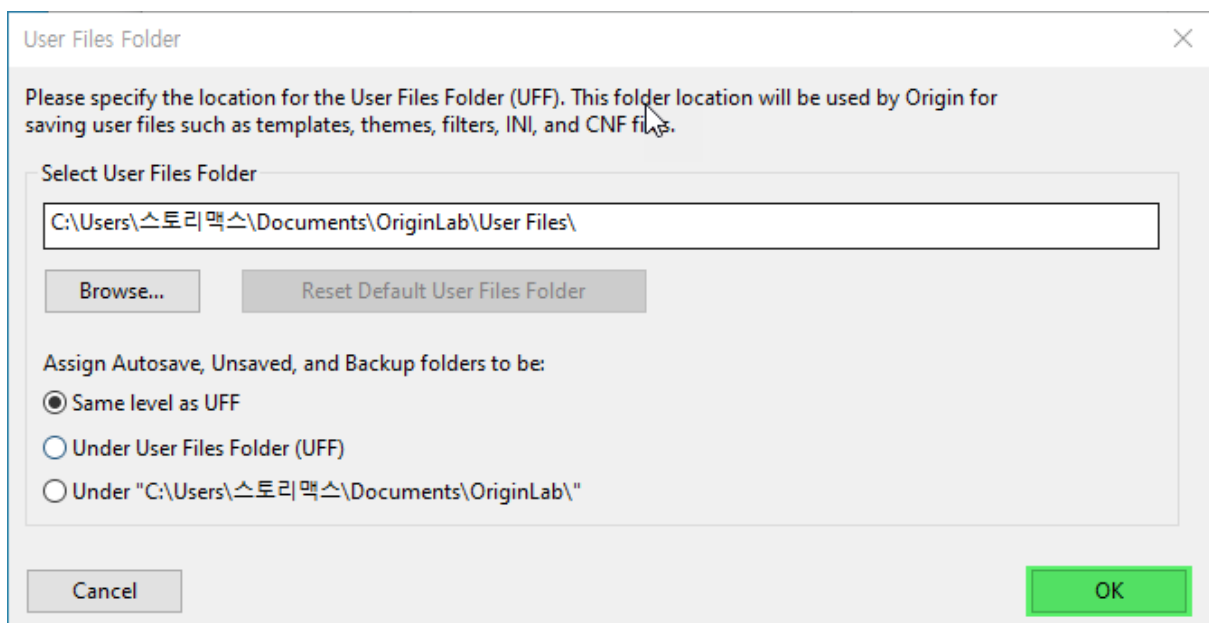 User Files Folder
Please specify the location for the User Files Folder (UFF). This folder location will be used by Origin for
saving user files such as templates, themes, filters, INI, and CNF files.
Select User Files Folder
C:\Users\스토리맥스\Documents\OriginLab\User Files\
Browse...
Reset Default User Files Folder
Assign Autosave, Unsaved, and Backup folders to be:
Same level as UFF
Under User Files Folder (UFF)
Under "C:\Users\스토리맥스\Documents\OriginLab\"
Cancel
OK